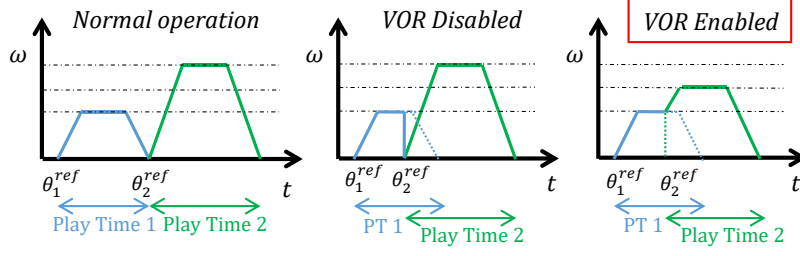 Normal operation
ω
θ₁ʳᵉᶠ
θ₂ʳᵉᶠ
t
Play Time 1
Play Time 2
VOR Disabled
ω
θ₁ʳᵉᶠ
θ₂ʳᵉᶠ
t
PT 1
Play Time 2
VOR Enabled
ω
θ₁ʳᵉᶠ
θ₂ʳᵉᶠ
t
PT 1
Play Time 2